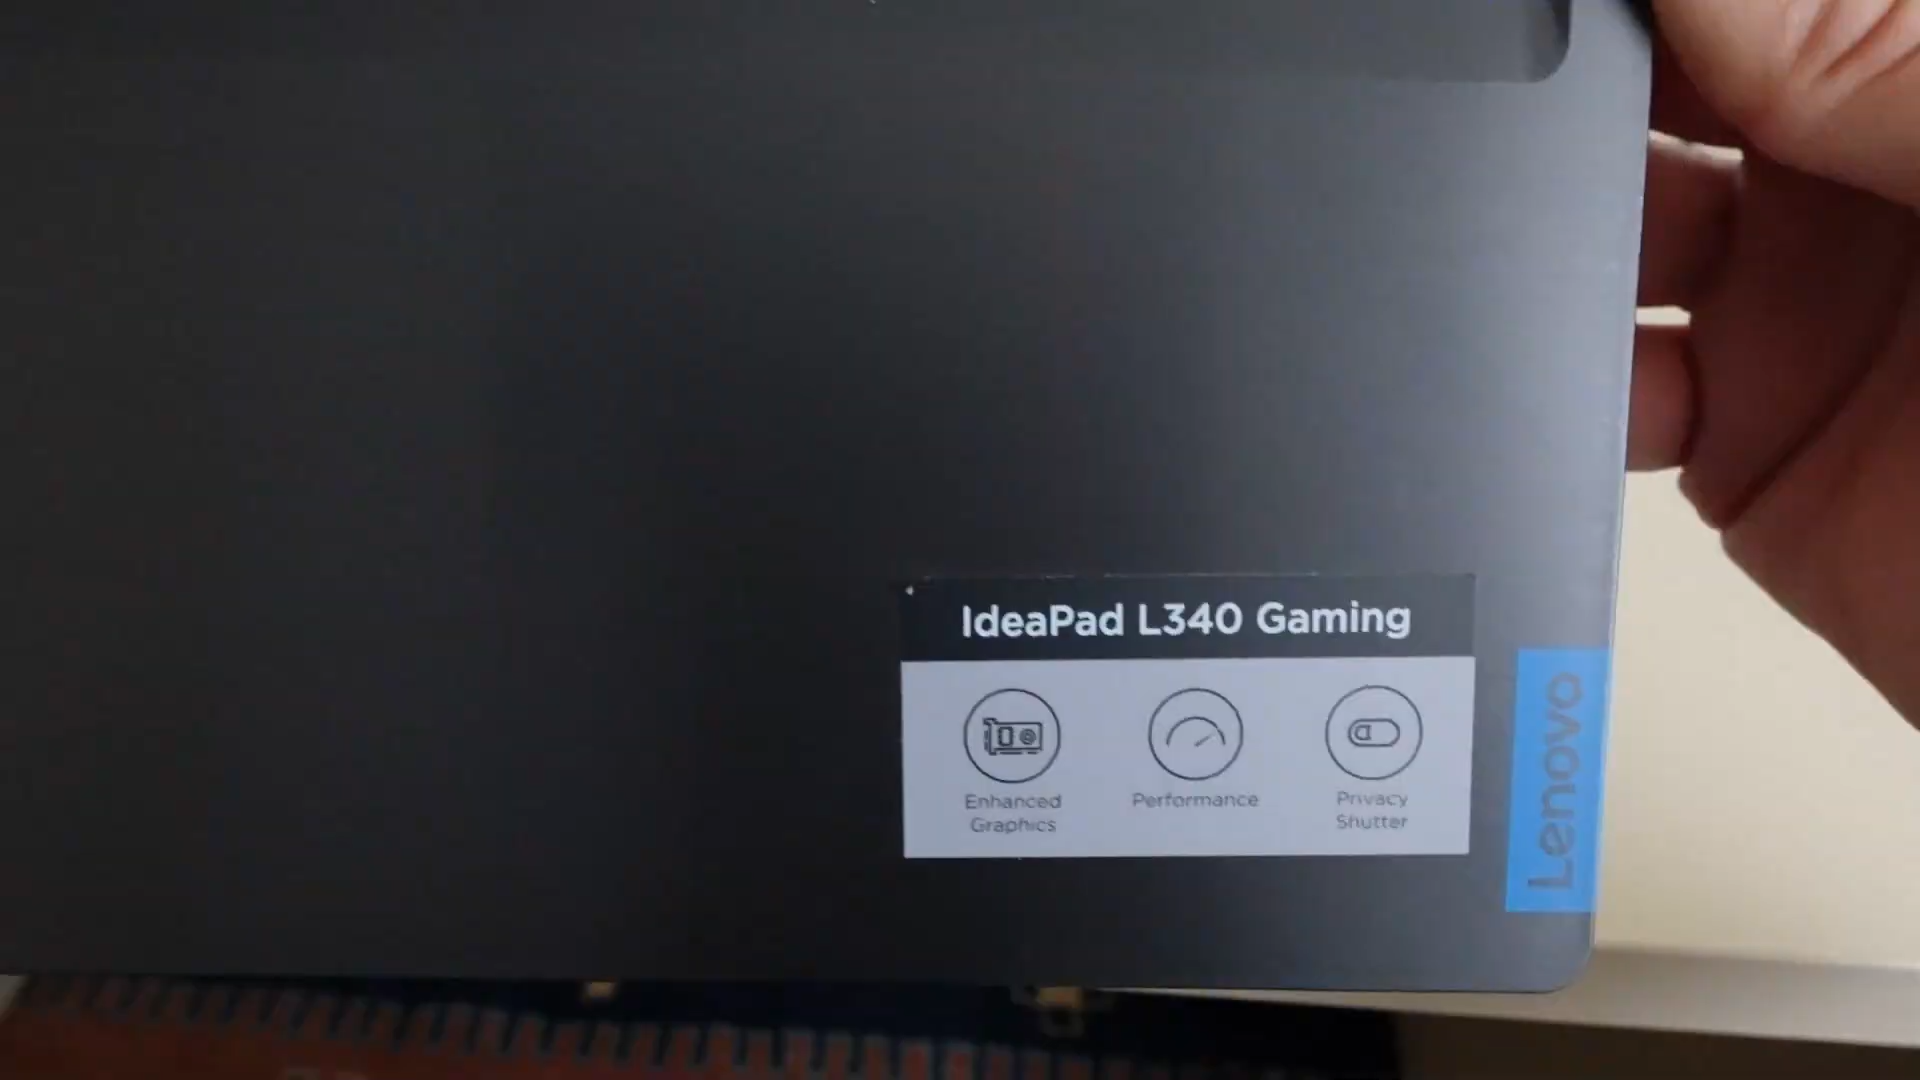 IdeaPad L340 Gaming
Enhanced
Graphics
Performance
Privacy
Shutter
Lenovo